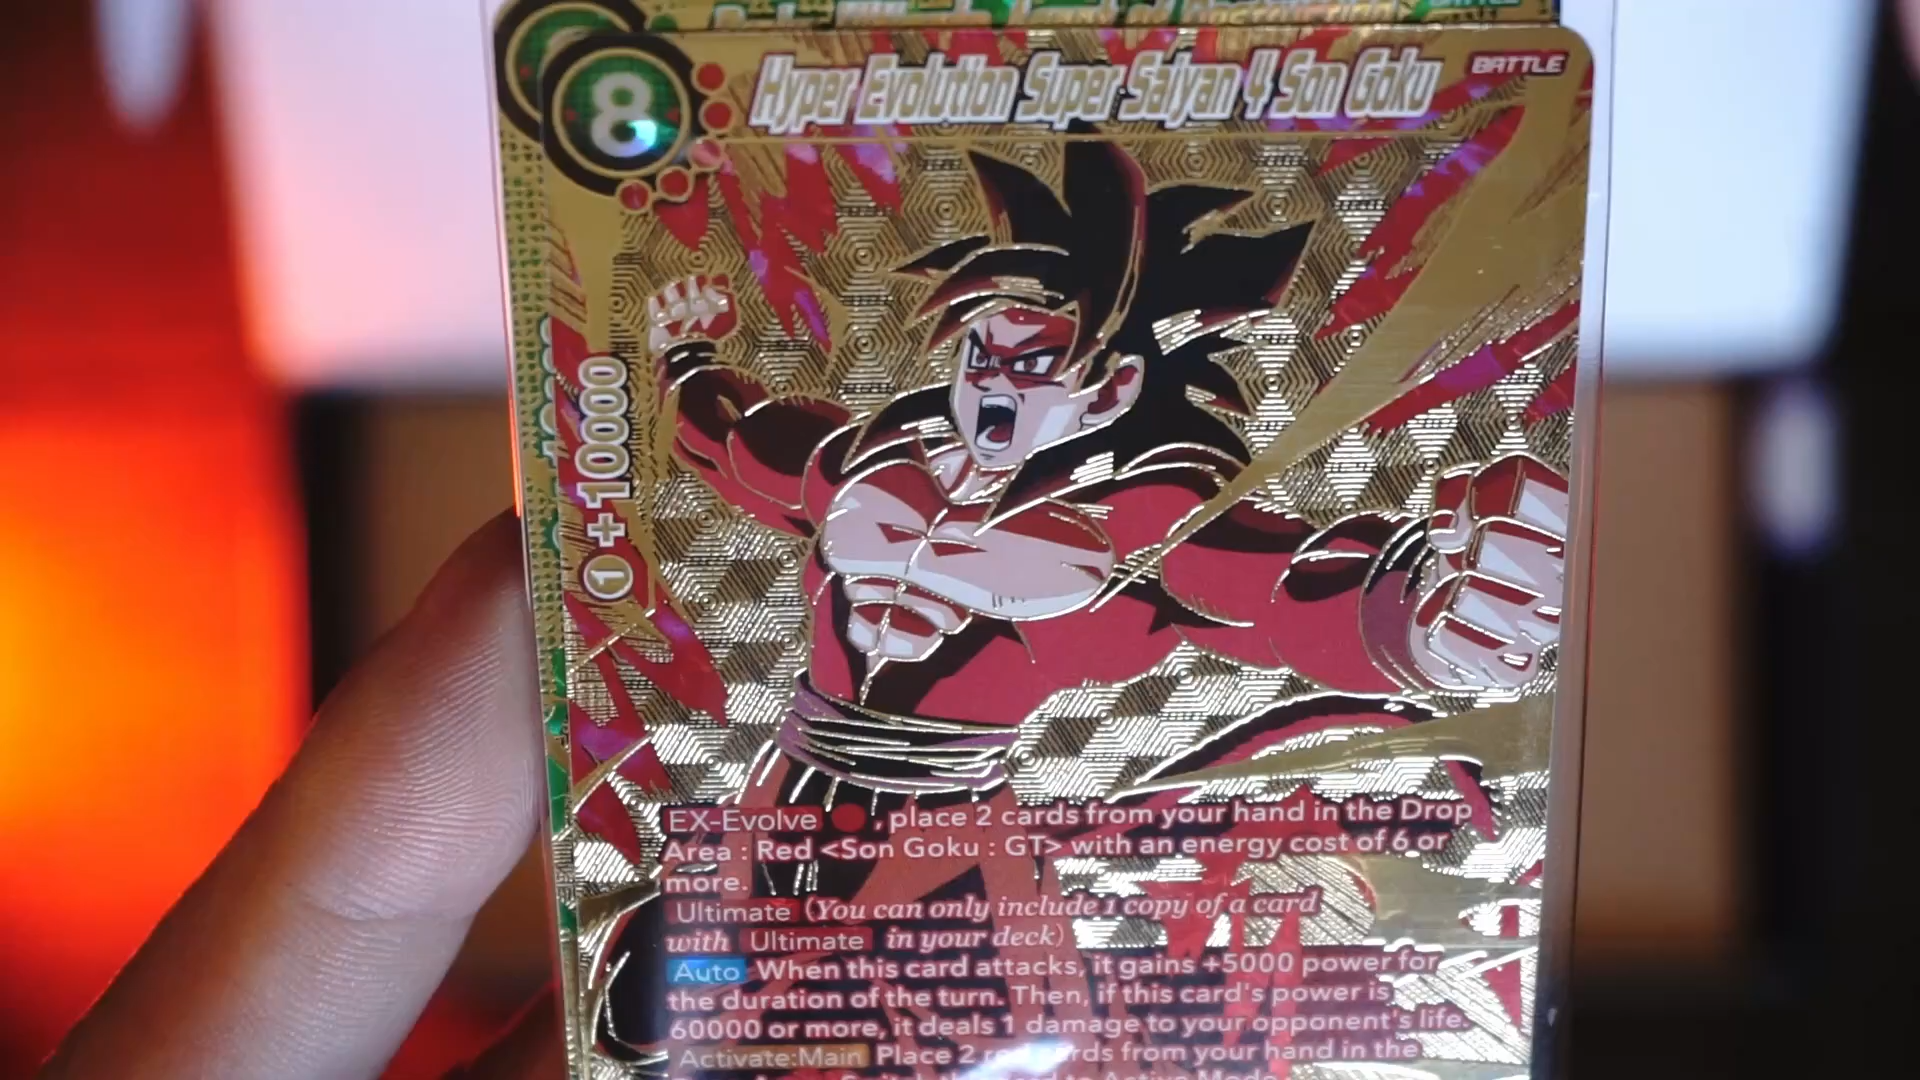 Hyper Evolution Super Saiyan 4 Son Goku
BATTLE
8
1 +10000
EX-Evolve , place 2 cards from your hand in the Drop
Area : Red <Son Goku : GT> with an energy cost of 6 or
more.
Ultimate (You can only include 1 copy of a card
with Ultimate in your deck)
Auto When this card attacks, it gains +5000 power for
the duration of the turn. Then, if this card's power is
60000 or more, it deals 1 damage to your opponent's life.
Activate:Main Place 2 red cards from your hand in the